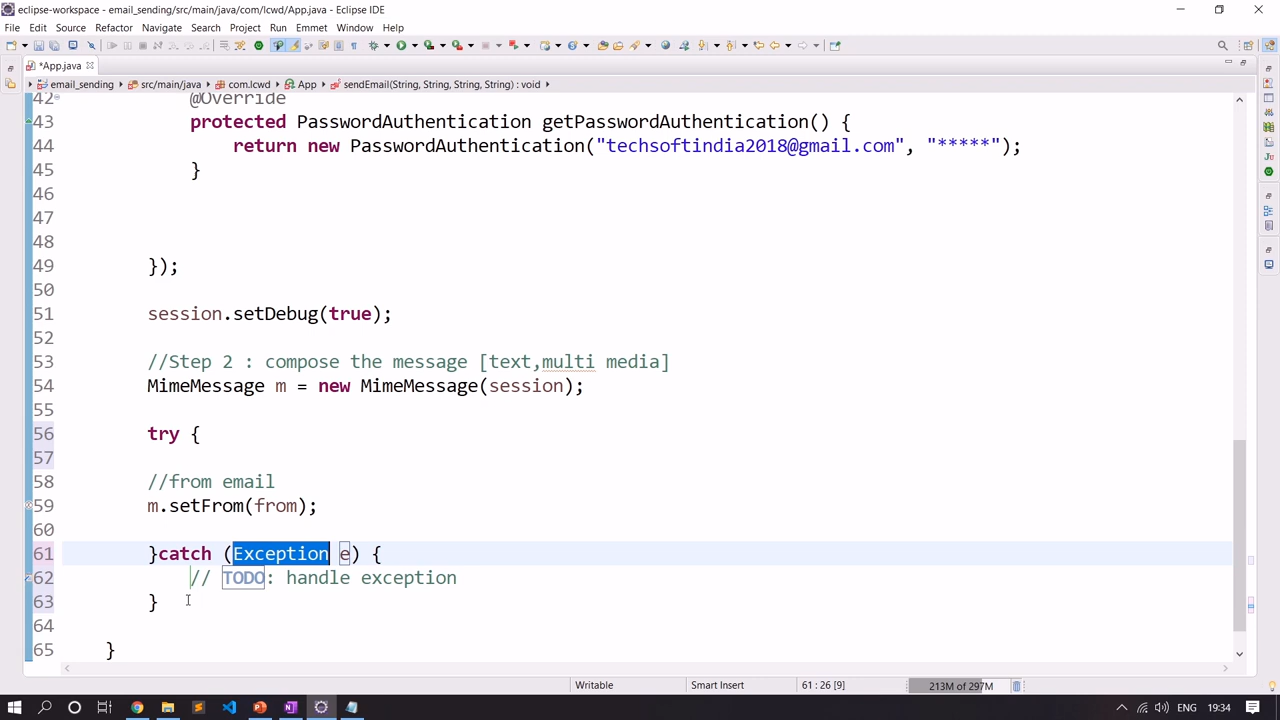 eclipse-workspace - email_sending/src/main/java/com/lcwd/App.java - Eclipse IDE
File Edit Source Refactor Navigate Search Project Run Emmet Window Help
*App.java
email_sending src/main/java com.lcwd App sendEmail(String, String, String, String) : void
42 @Override
43 protected PasswordAuthentication getPasswordAuthentication() {
44 return new PasswordAuthentication("techsoftindia2018@gmail.com", "*****");
45 }
46
47
48
49 });
50
51 session.setDebug(true);
52
53 //Step 2 : compose the message [text,multi media]
54 MimeMessage m = new MimeMessage(session);
55
56 try {
57
58 //from email
59 m.setFrom(from);
60
61 }catch (Exception e) {
62 // TODO: handle exception
63 }
64
65 }
Writable Smart Insert 61 : 26 [9] 213M of 297M
ENG 19:34